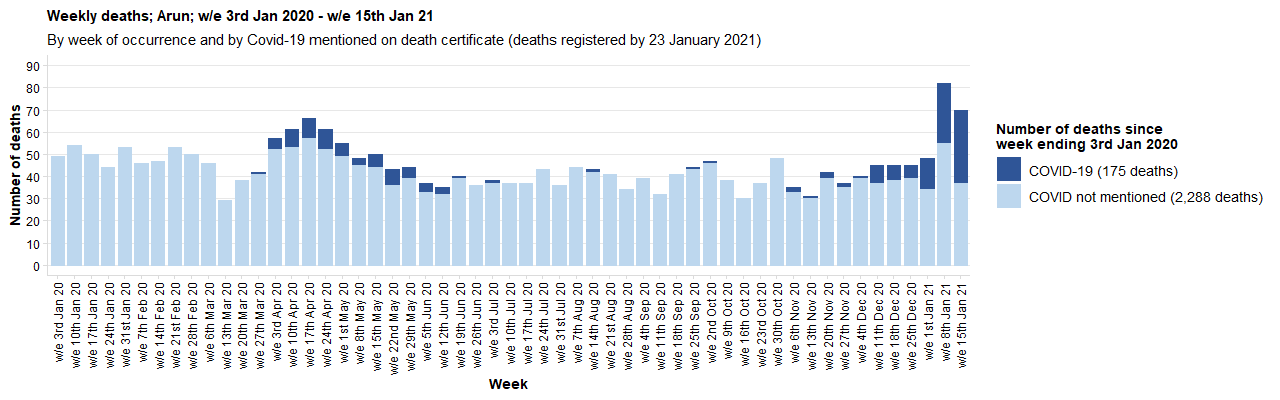 Weekly deaths; Arun; w/e 3rd Jan 2020 - w/e 15th Jan 21
By week of occurrence and by Covid-19 mentioned on death certificate (deaths registered by 23 January 2021)
Number of deaths
90
80
70
60
50
40
30
20
10
0
w/e 3rd Jan 20
w/e 10th Jan 20
w/e 17th Jan 20
w/e 24th Jan 20
w/e 31st Jan 20
w/e 7th Feb 20
w/e 14th Feb 20
w/e 21st Feb 20
w/e 28th Feb 20
w/e 6th Mar 20
w/e 13th Mar 20
w/e 20th Mar 20
w/e 27th Mar 20
w/e 3rd Apr 20
w/e 10th Apr 20
w/e 17th Apr 20
w/e 24th Apr 20
w/e 1st May 20
w/e 8th May 20
w/e 15th May 20
w/e 22nd May 20
w/e 29th May 20
w/e 5th Jun 20
w/e 12th Jun 20
w/e 19th Jun 20
w/e 26th Jun 20
w/e 3rd Jul 20
w/e 10th Jul 20
w/e 17th Jul 20
w/e 24th Jul 20
w/e 31st Jul 20
w/e 7th Aug 20
w/e 14th Aug 20
w/e 21st Aug 20
w/e 28th Aug 20
w/e 4th Sep 20
w/e 11th Sep 20
w/e 18th Sep 20
w/e 25th Sep 20
w/e 2nd Oct 20
w/e 9th Oct 20
w/e 16th Oct 20
w/e 23rd Oct 20
w/e 30th Oct 20
w/e 6th Nov 20
w/e 13th Nov 20
w/e 20th Nov 20
w/e 27th Nov 20
w/e 4th Dec 20
w/e 11th Dec 20
w/e 18th Dec 20
w/e 25th Dec 20
w/e 1st Jan 21
w/e 8th Jan 21
w/e 15th Jan 21
Week
Number of deaths since
week ending 3rd Jan 2020
COVID-19 (175 deaths)
COVID not mentioned (2,288 deaths)